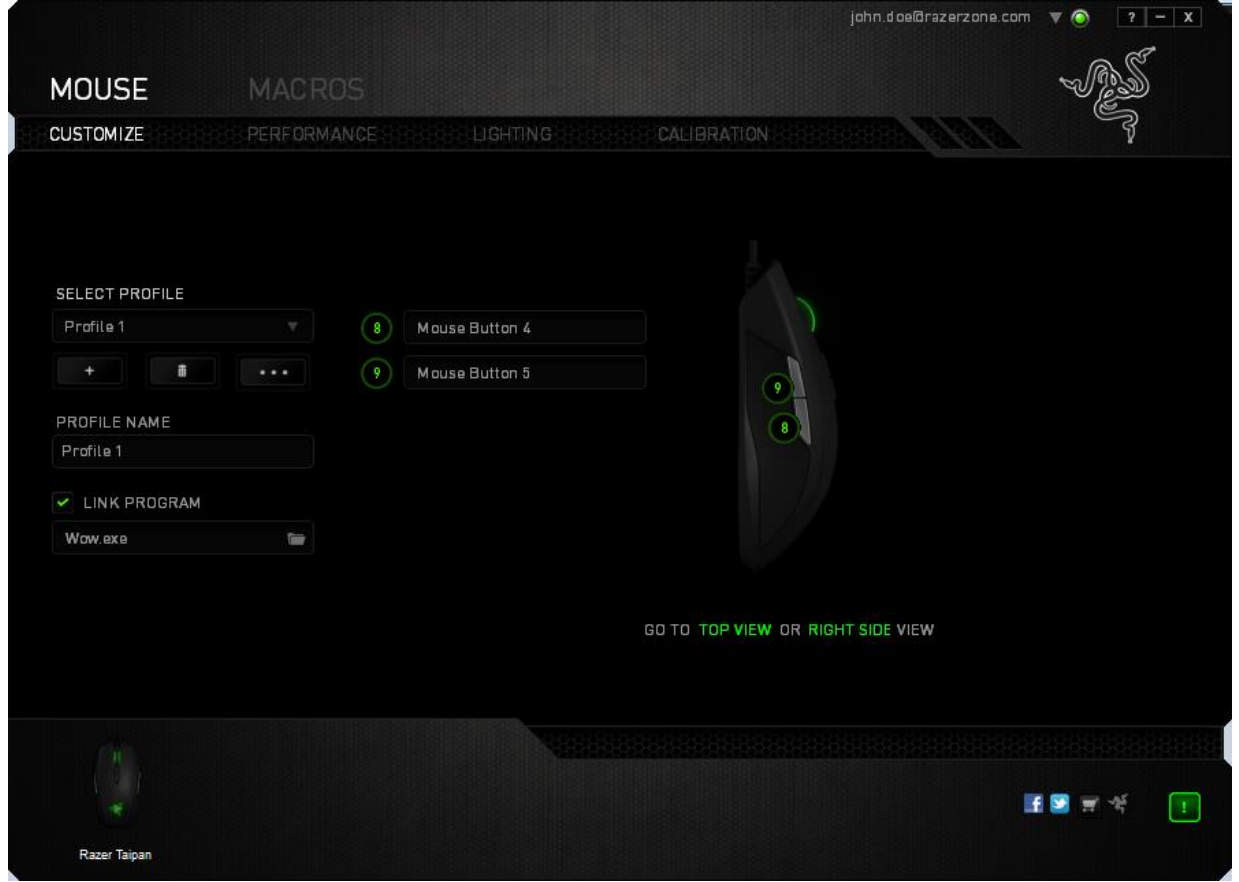 john.doe@razerzone.com ? – X
MOUSE MACROS
CUSTOMIZE PERFORMANCE LIGHTING CALIBRATION
SELECT PROFILE
Profile 1
8 Mouse Button 4
+ ...
9 Mouse Button 5
9
8
PROFILE NAME
Profile 1
LINK PROGRAM
Wow.exe
GO TO TOP VIEW OR RIGHT SIDE VIEW
f !
Razer Taipan